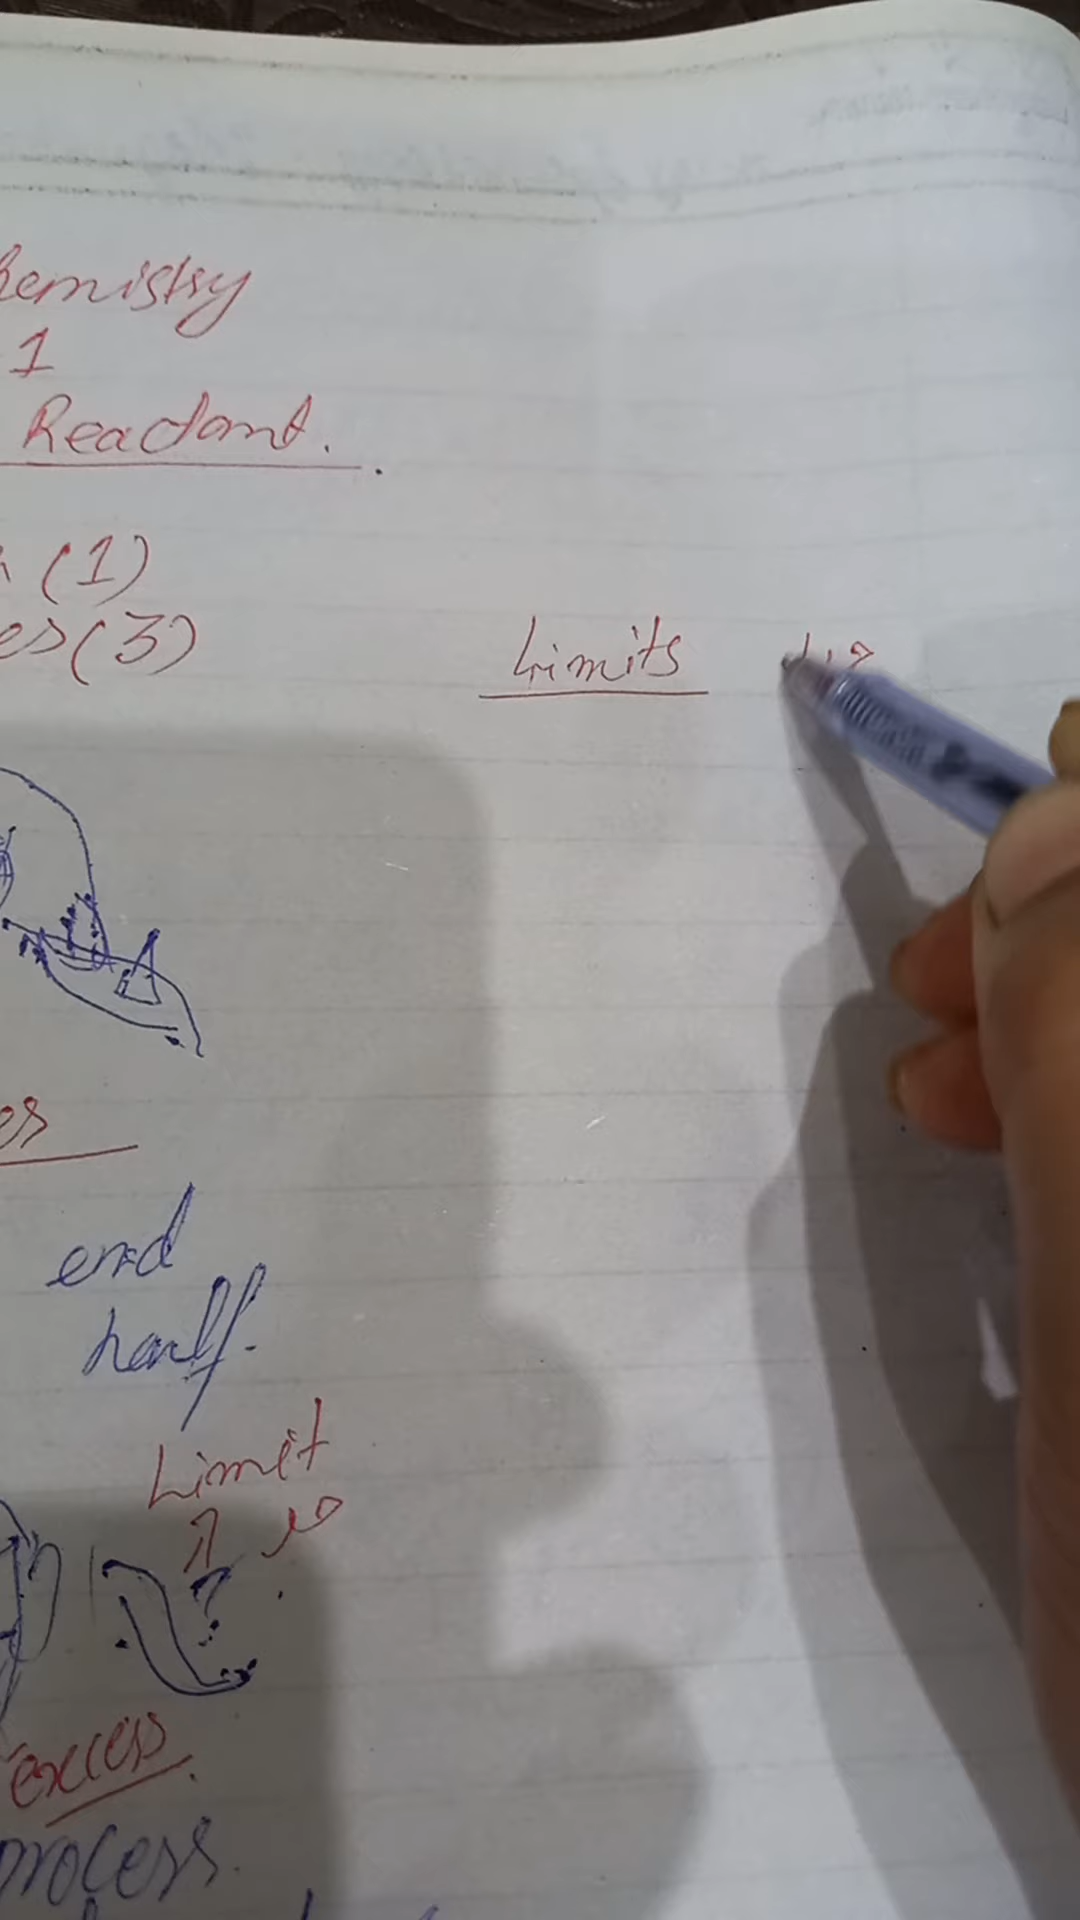 hemistry
1
Reactant.
(1)
es (3)
Limits
es
end
half.
Limit
?
excess
process.